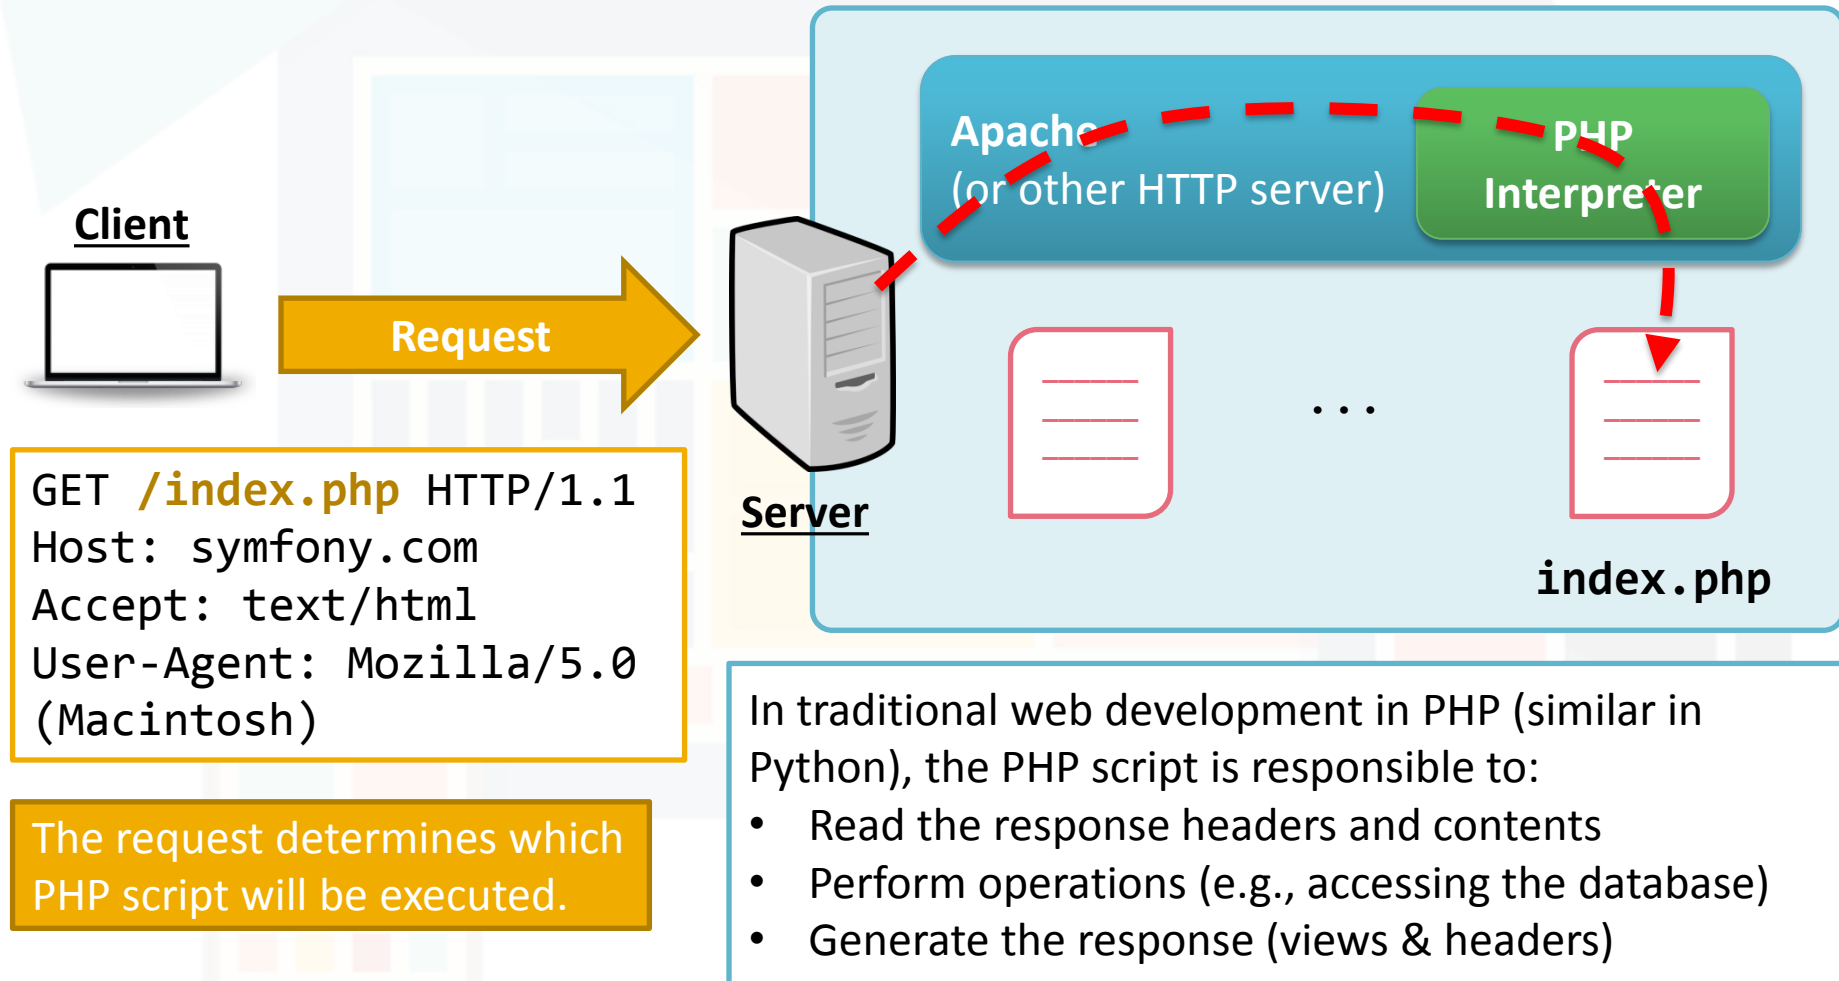 Client
Request
GET /index.php HTTP/1.1
Host: symfony.com
Accept: text/html
User-Agent: Mozilla/5.0
(Macintosh)
The request determines which
PHP script will be executed.
Server
Apache
(or other HTTP server)
PHP
Interpreter
...
index.php
In traditional web development in PHP (similar in
Python), the PHP script is responsible to:
• Read the response headers and contents
• Perform operations (e.g., accessing the database)
• Generate the response (views & headers)